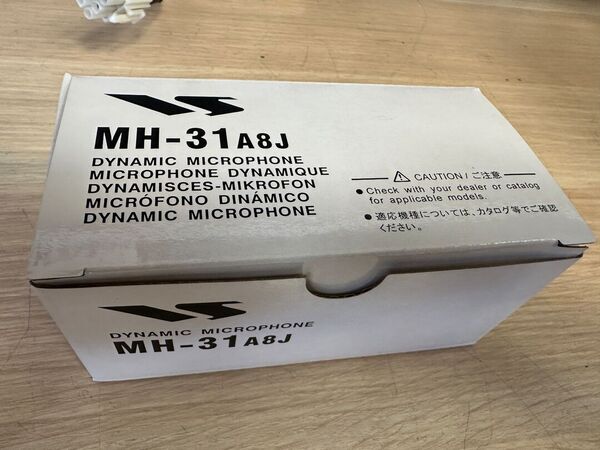 MH-31A8J
DYNAMIC MICROPHONE
MICROPHONE DYNAMIQUE
DYNAMISCES-MIKROFON
MICRÓFONO DINÁMICO
DYNAMIC MICROPHONE
CAUTION! ご注意
● Check with your dealer or catalog
for applicable models.
● 適応機種については、カタログ等でご確認
ください。
DYNAMIC MICROPHONE
MH-31A8J